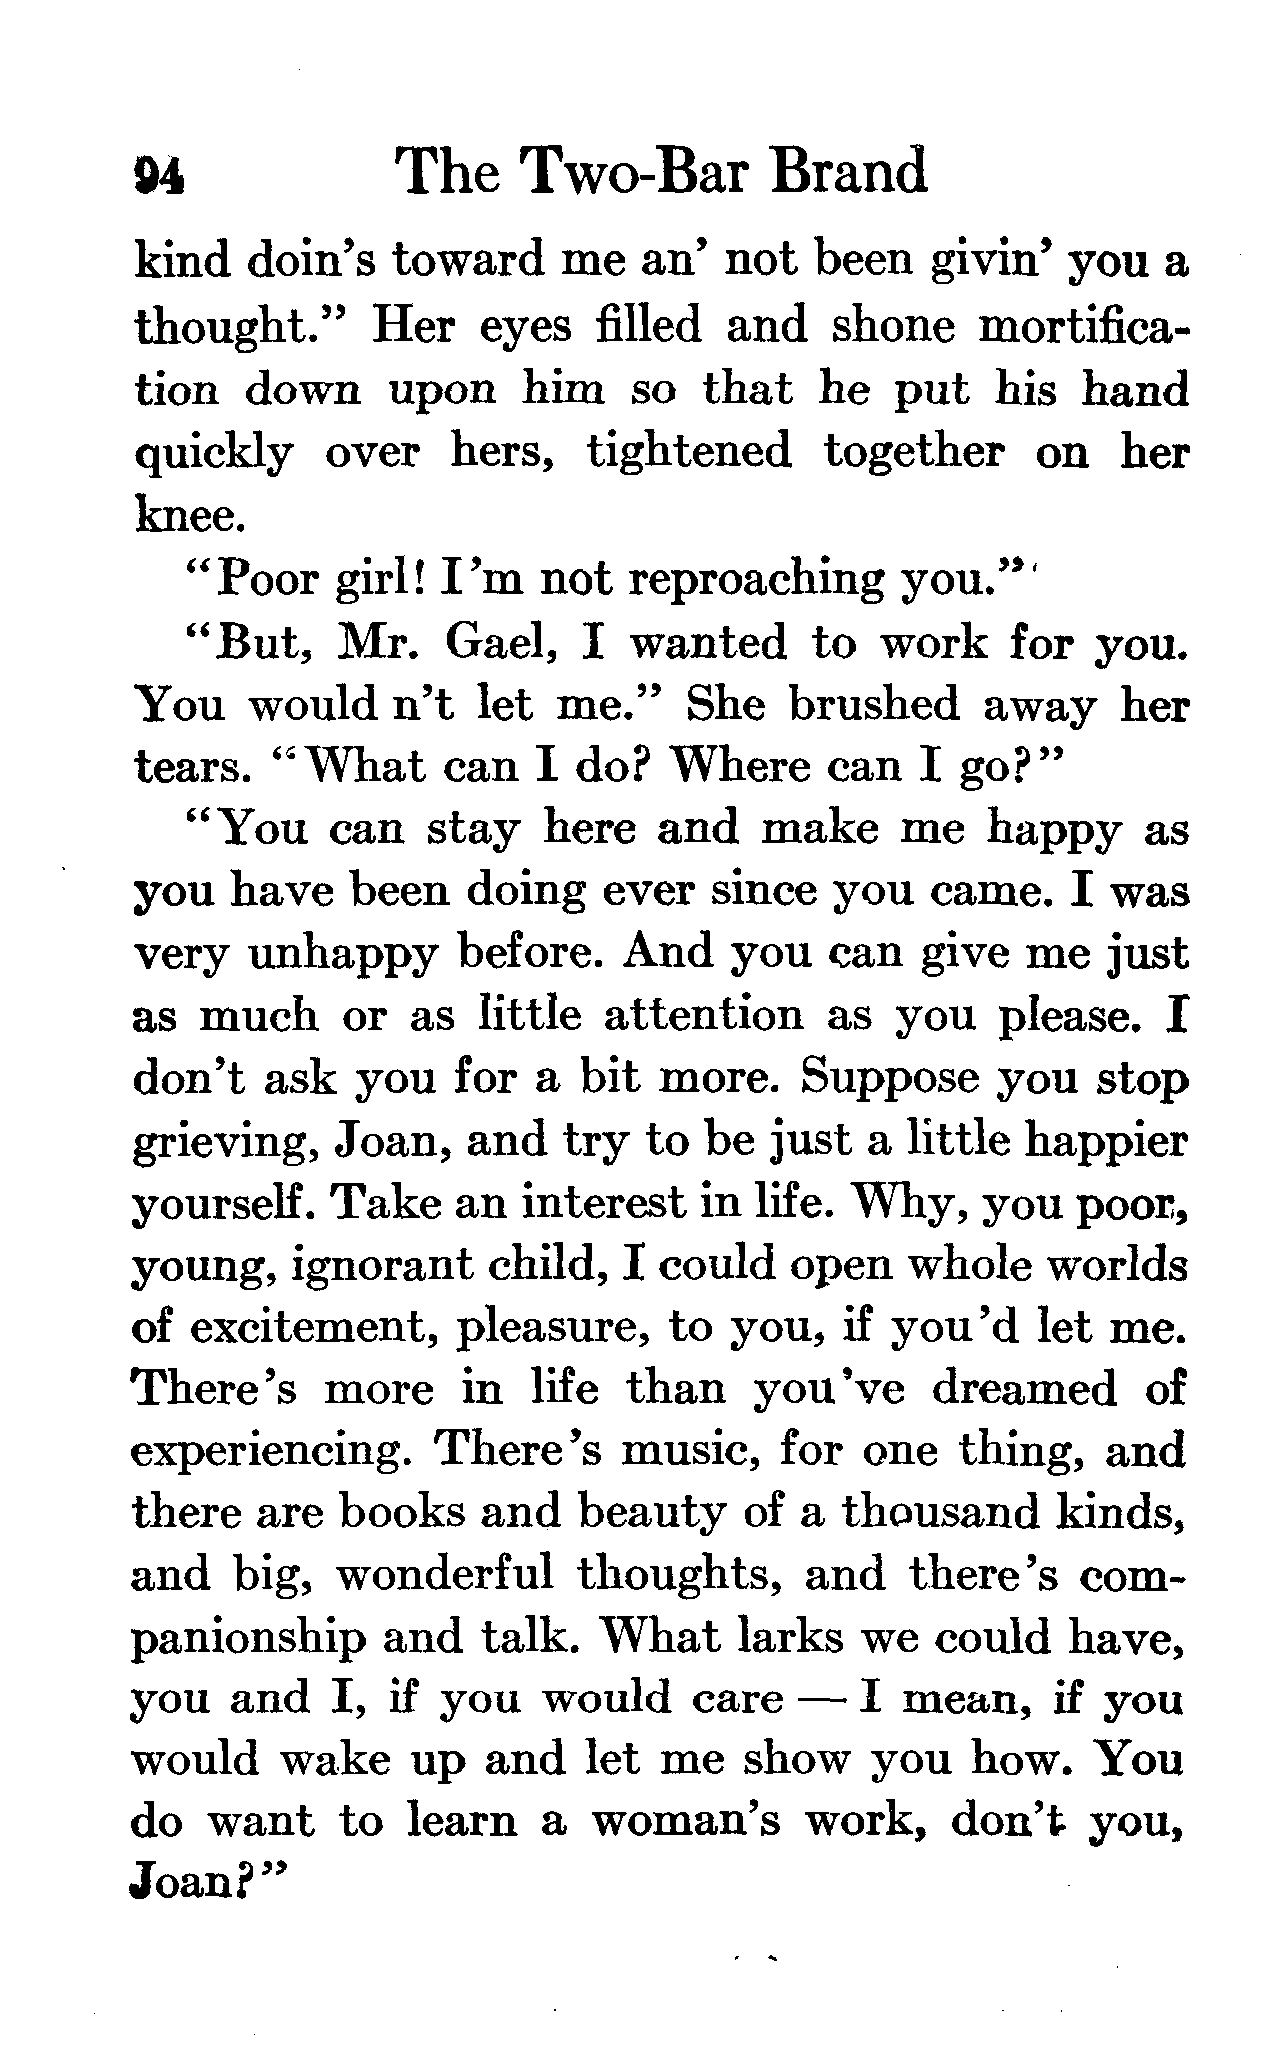 94 The Two-Bar Brand
kind doin's toward me an' not been givin' you a
thought." Her eyes filled and shone mortifica-
tion down upon him so that he put his hand
quickly over hers, tightened together on her
knee.
"Poor girl! I'm not reproaching you."
"But, Mr. Gael, I wanted to work for you.
You would n't let me." She brushed away her
tears. "What can I do? Where can I go?"
"You can stay here and make me happy as
you have been doing ever since you came. I was
very unhappy before. And you can give me just
as much or as little attention as you please. I
don't ask you for a bit more. Suppose you stop
grieving, Joan, and try to be just a little happier
yourself. Take an interest in life. Why, you poor,
young, ignorant child, I could open whole worlds
of excitement, pleasure, to you, if you'd let me.
There's more in life than you've dreamed of
experiencing. There's music, for one thing, and
there are books and beauty of a thousand kinds,
and big, wonderful thoughts, and there's com-
panionship and talk. What larks we could have,
you and I, if you would care — I mean, if you
would wake up and let me show you how. You
do want to learn a woman's work, don't you,
Joan?"